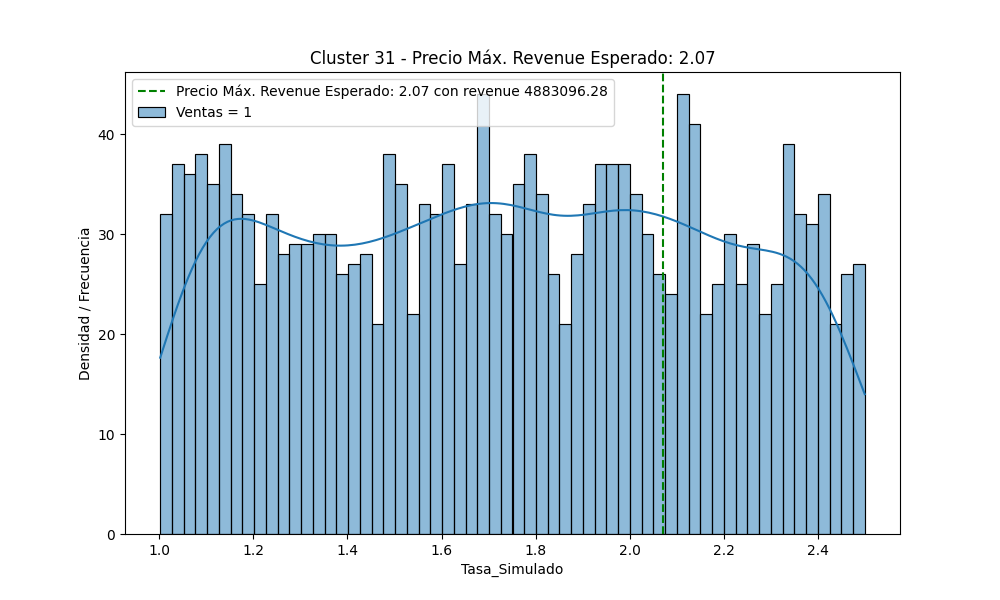 Cluster 31 - Precio Máx. Revenue Esperado: 2.07
Precio Máx. Revenue Esperado: 2.07 con revenue 4883096.28
Ventas = 1
Densidad / Frecuencia
40
30
20
10
0
1.0 1.2 1.4 1.6 1.8 2.0 2.2 2.4
Tasa_Simulado